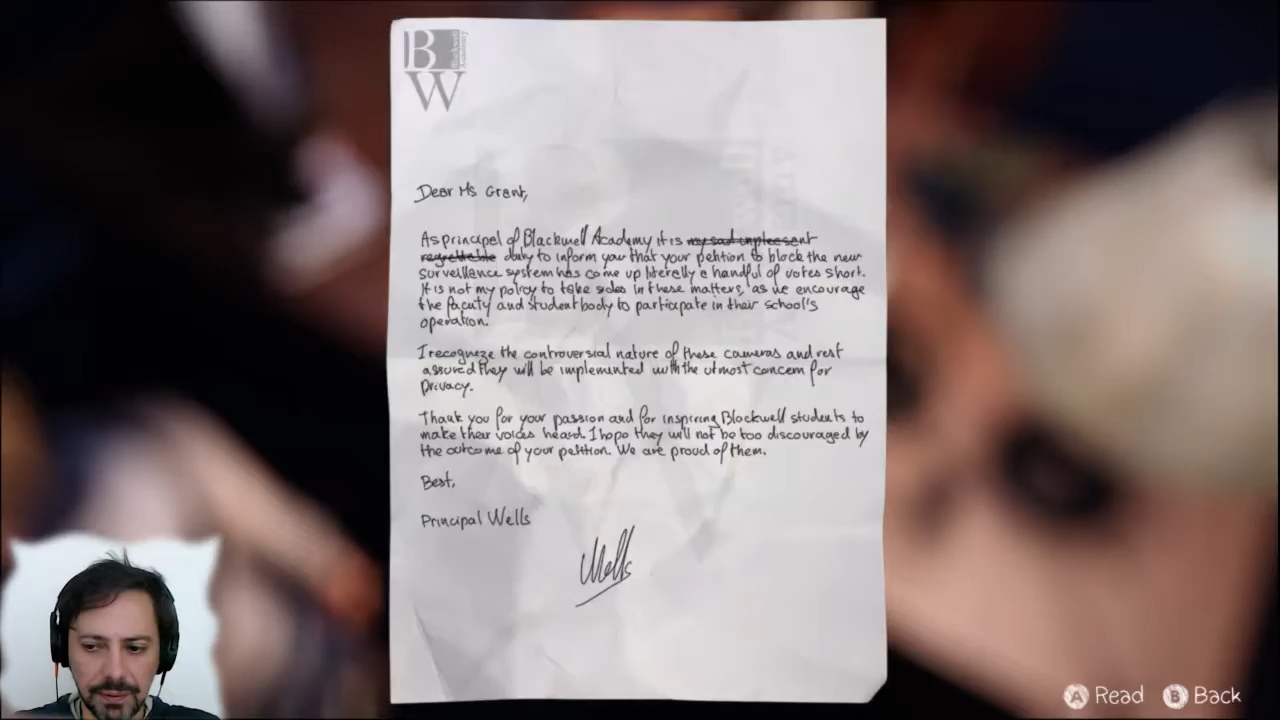 B
Blackwell
Academy
W
Dear Ms Grant,
As principal of Blackwell Academy it is my sad unpleesent
regrettable duty to inform you that your petition to block the new
surveillance system has come up literally a handful of votes short.
It is not my policy to take sides in these matters, as we encourage
the faculty and student body to participate in their school's
operation.
I recogneze the controversial nature of these cameras and rest
assured they will be implemented with the utmost concern for
privacy.
Thank you for your passion and for inspiring Blackwell students to
make their voices heard. I hope they will not be too discouraged by
the outcome of your petition. We are proud of them.
Best,
Principal Wells
Wells
A Read B Back